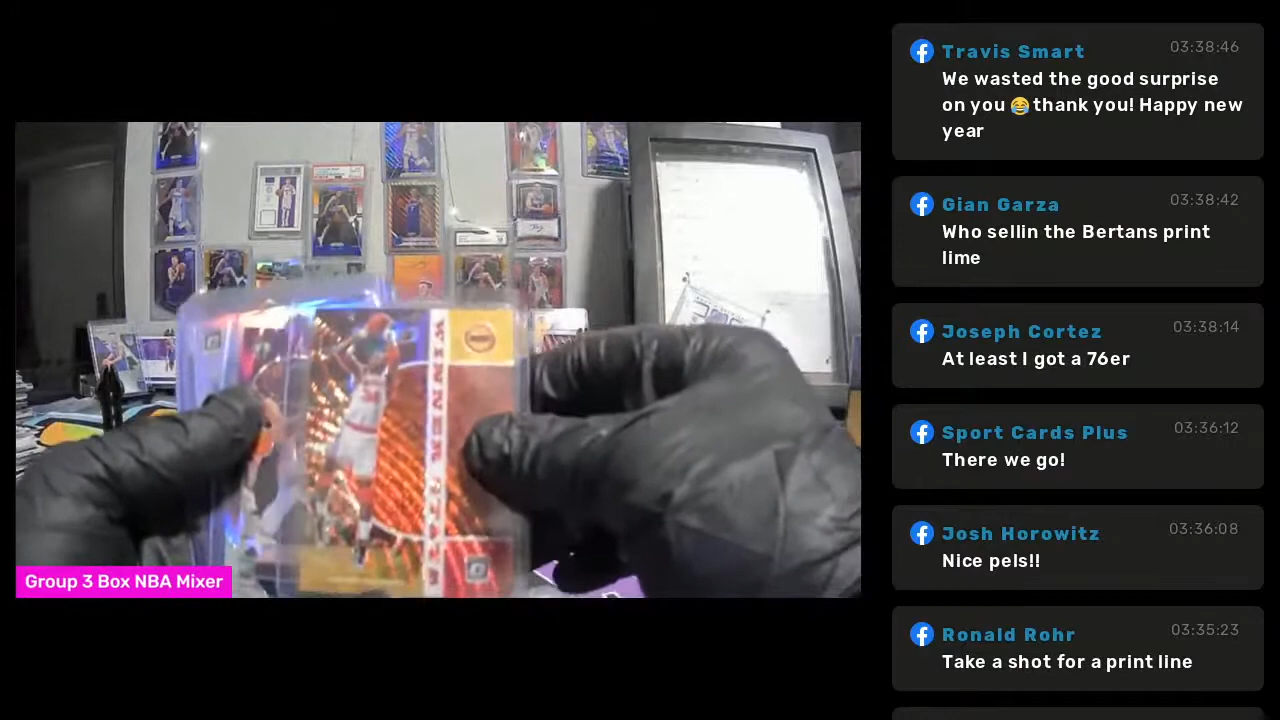 Travis Smart
03:38:46
We wasted the good surprise
on you 😂 thank you! Happy new
year
Gian Garza
03:38:42
Who sellin the Bertans print
lime
Joseph Cortez
03:38:14
At least I got a 76er
Sport Cards Plus
03:36:12
There we go!
Josh Horowitz
03:36:08
Nice pels!!
Ronald Rohr
03:35:23
Take a shot for a print line
Group 3 Box NBA Mixer